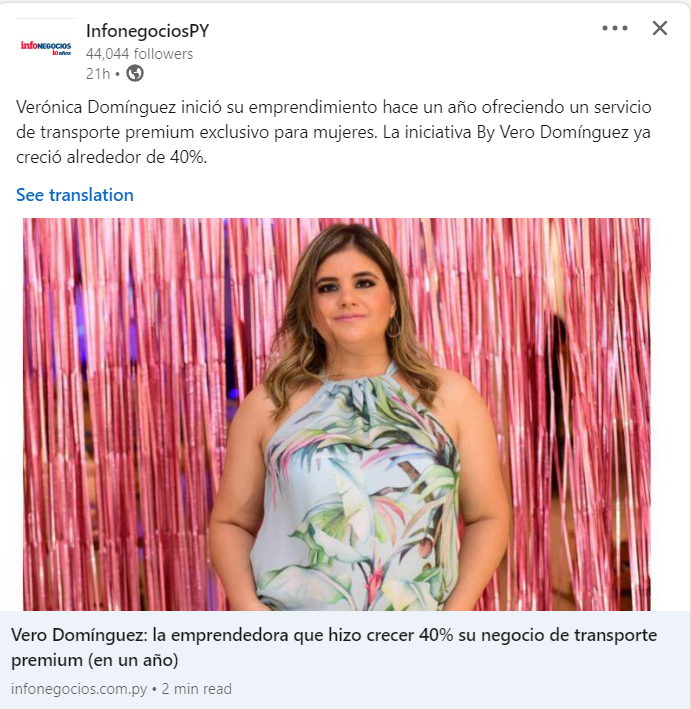 infoNEGOCIOS
10 años
InfonegociosPY
44,044 followers
21h •
Verónica Domínguez inició su emprendimiento hace un año ofreciendo un servicio
de transporte premium exclusivo para mujeres. La iniciativa By Vero Domínguez ya
creció alrededor de 40%.
See translation
Vero Domínguez: la emprendedora que hizo crecer 40% su negocio de transporte
premium (en un año)
infonegocios.com.py • 2 min read